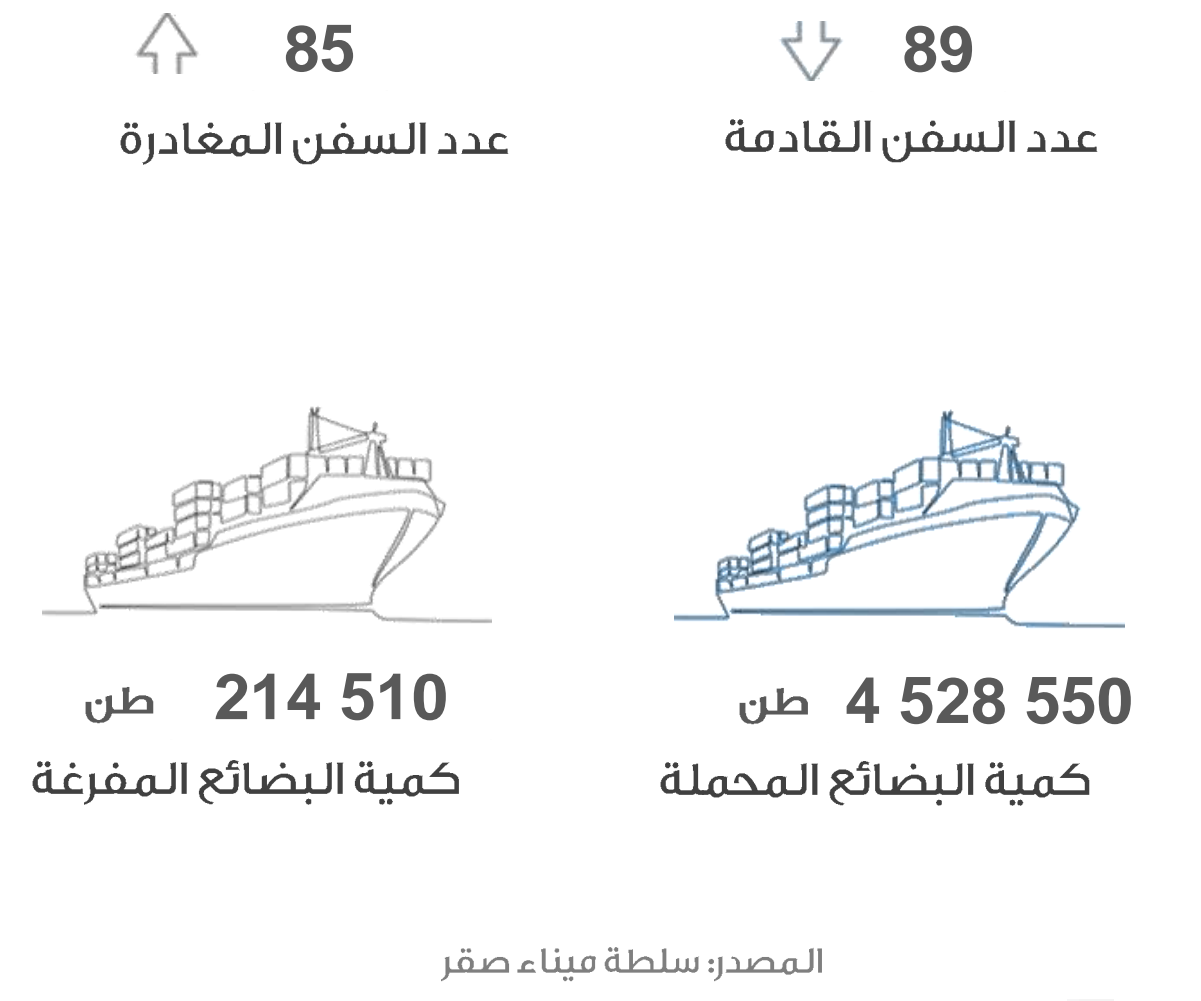 89
عدد السفن القادمة
85
عدد السفن المغادرة
4 528 550 طن
كمية البضائع المحملة
214 510 طن
كمية البضائع المفرغة
المصدر: سلطة ميناء صقر